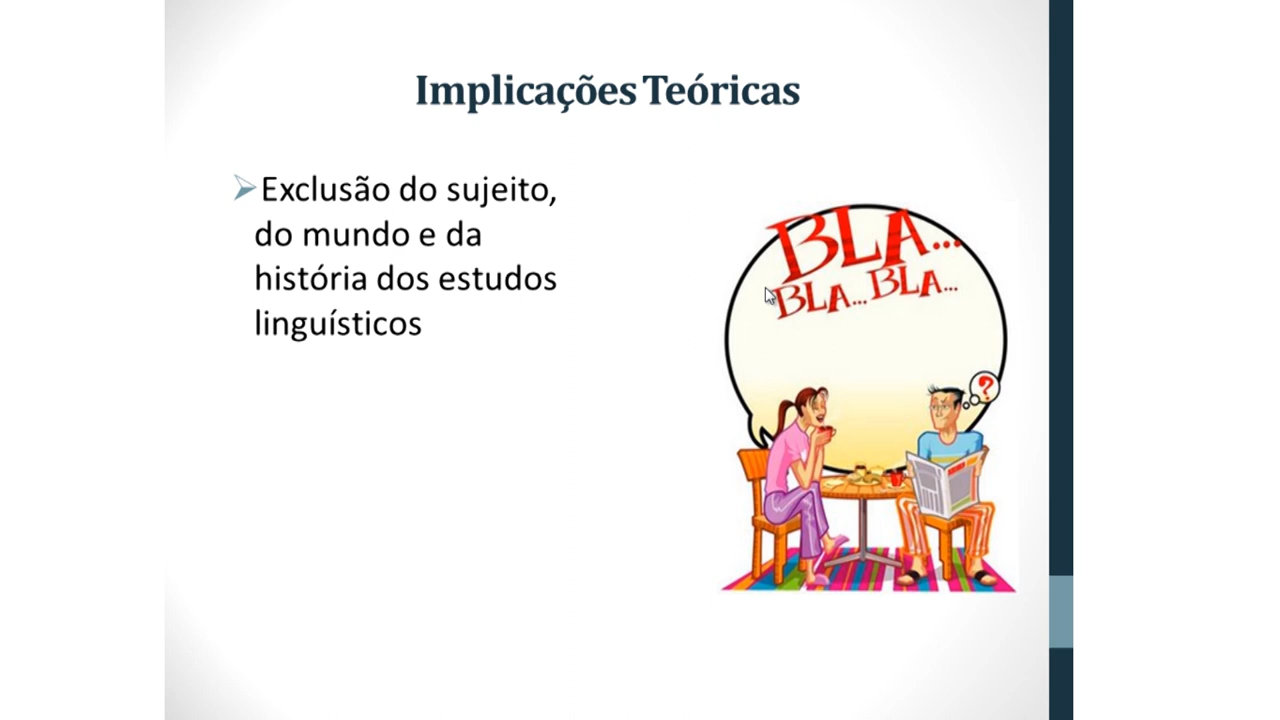 Implicações Teóricas
Exclusão do sujeito,
do mundo e da
história dos estudos
linguísticos
BLA...
BLA... BLA...
?